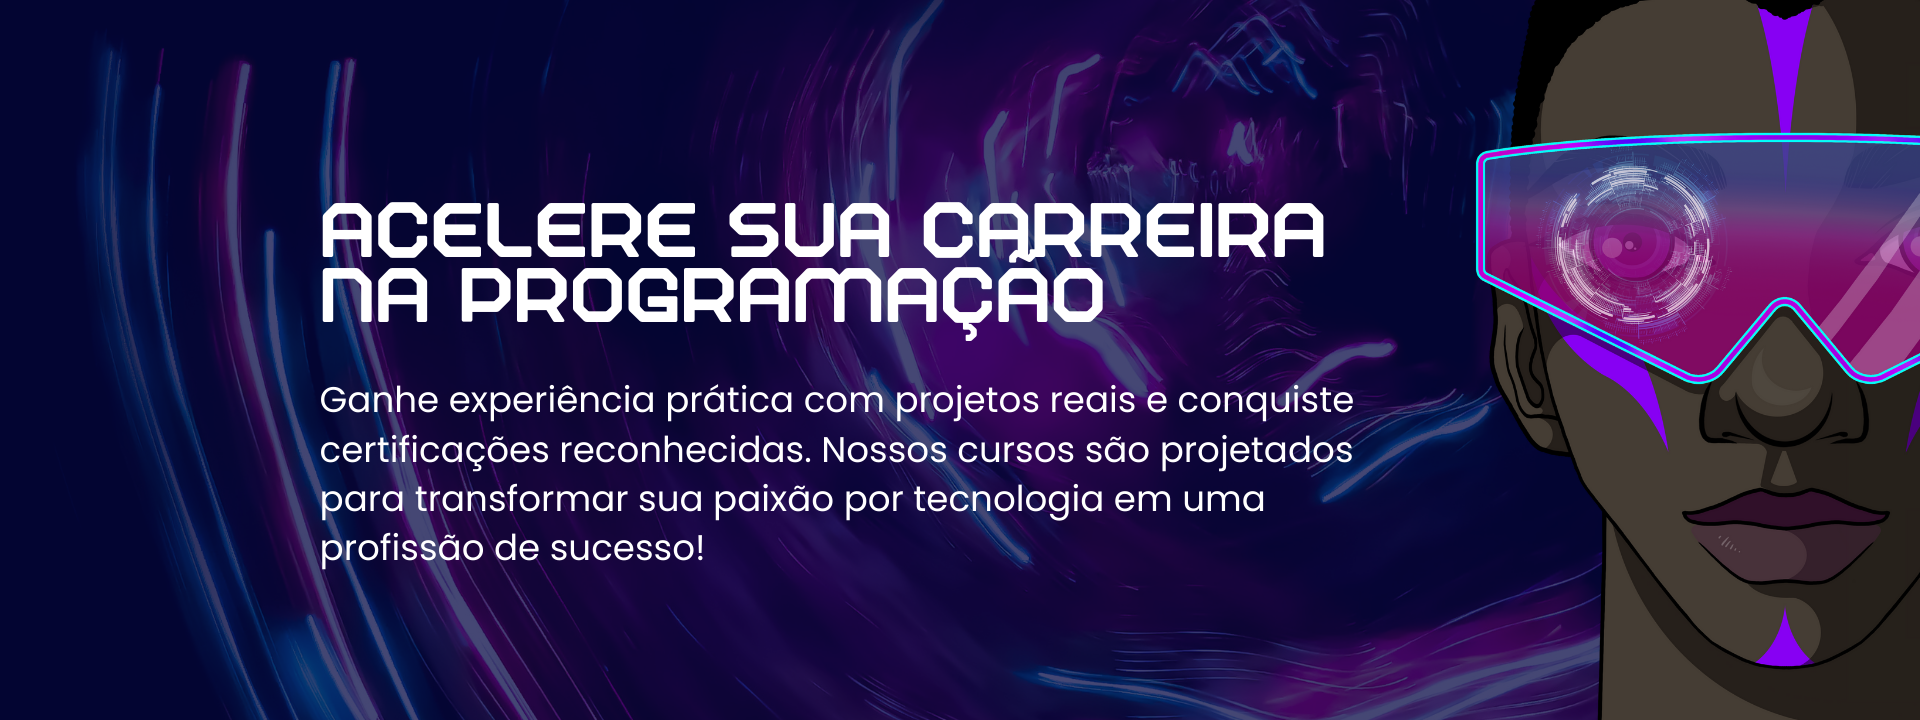 ACELERE SUA CARREIRA
NA PROGRAMAÇÃO
Ganhe experiência prática com projetos reais e conquiste
certificações reconhecidas. Nossos cursos são projetados
para transformar sua paixão por tecnologia em uma
profissão de sucesso!